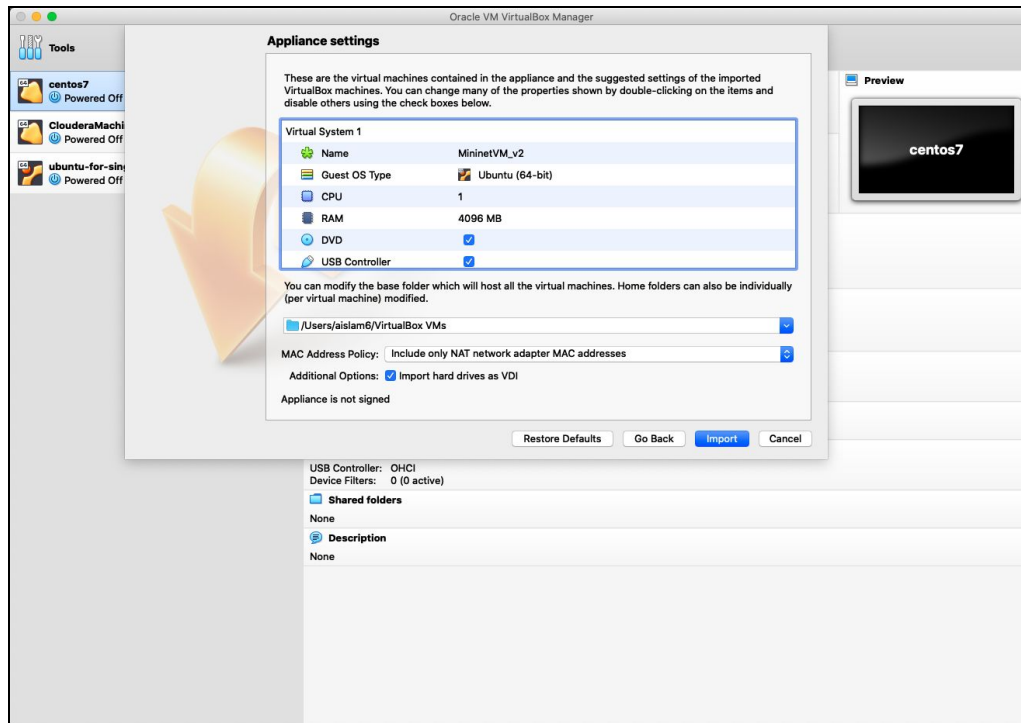 Oracle VM VirtualBox Manager
Tools
64
centos7
Powered Off
64
ClouderaMachi
Powered Off
64
ubuntu-for-sing
Powered Off
Appliance settings
These are the virtual machines contained in the appliance and the suggested settings of the imported
VirtualBox machines. You can change many of the properties shown by double-clicking on the items and
disable others using the check boxes below.
Virtual System 1
Name MininetVM_v2
Guest OS Type Ubuntu (64-bit)
CPU 1
RAM 4096 MB
DVD
USB Controller
You can modify the base folder which will host all the virtual machines. Home folders can also be individually
(per virtual machine) modified.
/Users/aislam6/VirtualBox VMs
MAC Address Policy: Include only NAT network adapter MAC addresses
Additional Options: Import hard drives as VDI
Appliance is not signed
Restore Defaults Go Back Import Cancel
Preview
centos7
USB Controller: OHCI
Device Filters: 0 (0 active)
Shared folders
None
Description
None